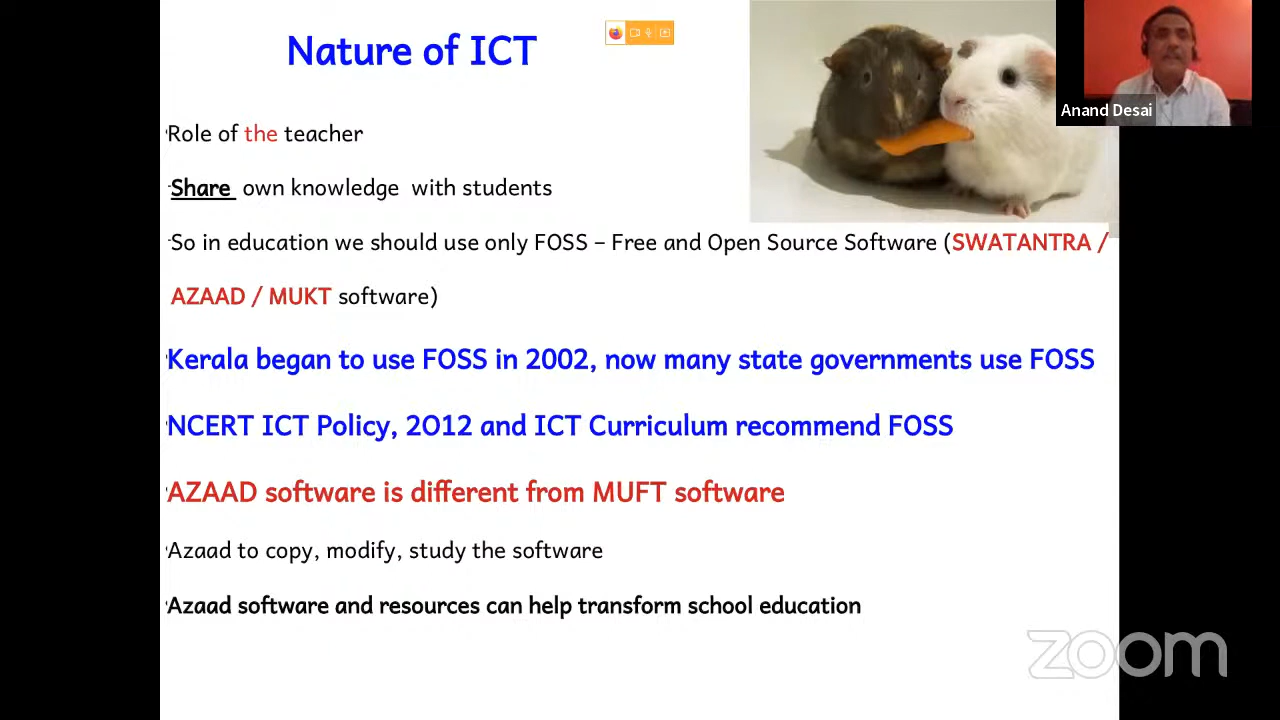 Nature of ICT
Anand Desai
Role of the teacher
Share own knowledge with students
So in education we should use only FOSS – Free and Open Source Software (SWATANTRA /
AZAAD / MUKT software)
Kerala began to use FOSS in 2002, now many state governments use FOSS
NCERT ICT Policy, 2012 and ICT Curriculum recommend FOSS
AZAAD software is different from MUFT software
Azaad to copy, modify, study the software
Azaad software and resources can help transform school education
zoom